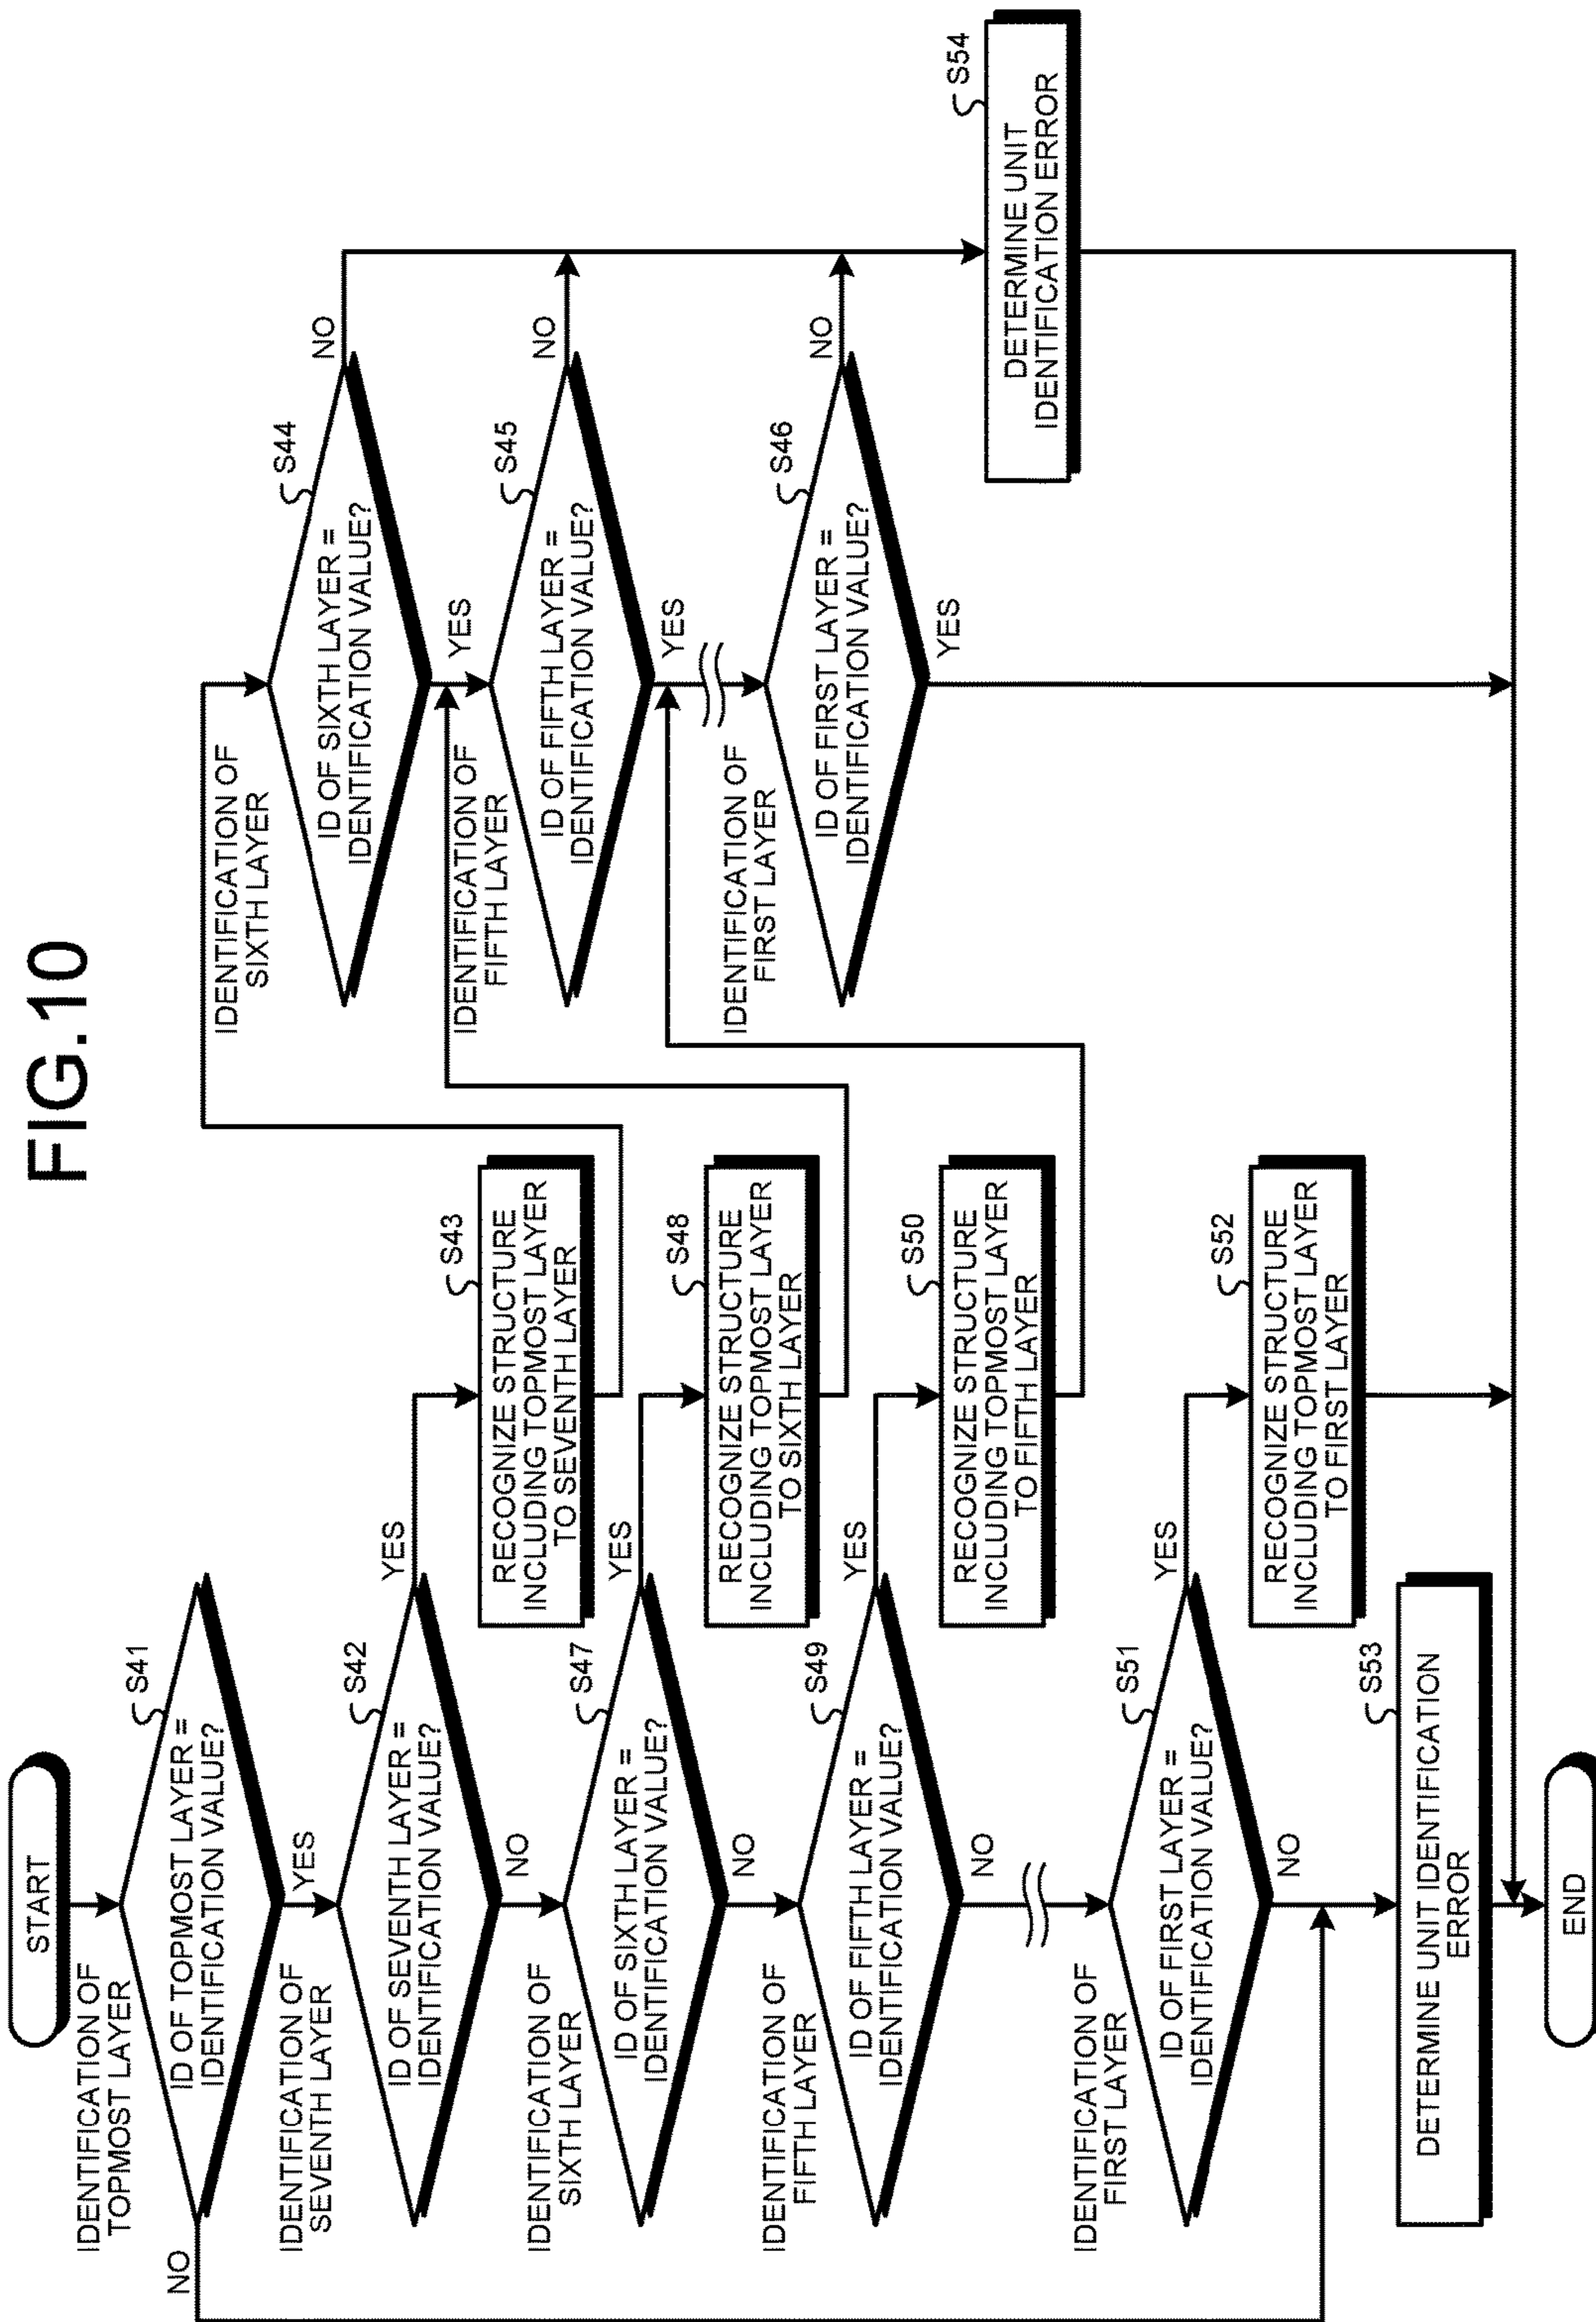 FIG.10
START
IDENTIFICATION OF
TOPMOST LAYER
S41
ID OF TOPMOST LAYER =
IDENTIFICATION VALUE?
NO
YES
IDENTIFICATION OF
SEVENTH LAYER
S42
ID OF SEVENTH LAYER =
IDENTIFICATION VALUE?
YES
NO
S43
RECOGNIZE STRUCTURE
INCLUDING TOPMOST LAYER
TO SEVENTH LAYER
IDENTIFICATION OF
SIXTH LAYER
S47
ID OF SIXTH LAYER =
IDENTIFICATION VALUE?
YES
NO
S48
RECOGNIZE STRUCTURE
INCLUDING TOPMOST LAYER
TO SIXTH LAYER
IDENTIFICATION OF
FIFTH LAYER
S49
ID OF FIFTH LAYER =
IDENTIFICATION VALUE?
YES
NO
S50
RECOGNIZE STRUCTURE
INCLUDING TOPMOST LAYER
TO FIFTH LAYER
IDENTIFICATION OF
FIRST LAYER
S51
ID OF FIRST LAYER =
IDENTIFICATION VALUE?
YES
NO
S52
RECOGNIZE STRUCTURE
INCLUDING TOPMOST LAYER
TO FIRST LAYER
S53
DETERMINE UNIT IDENTIFICATION
ERROR
END
IDENTIFICATION OF
SIXTH LAYER
S44
ID OF SIXTH LAYER =
IDENTIFICATION VALUE?
NO
YES
IDENTIFICATION OF
FIFTH LAYER
S45
ID OF FIFTH LAYER =
IDENTIFICATION VALUE?
NO
YES
IDENTIFICATION OF
FIRST LAYER
S46
ID OF FIRST LAYER =
IDENTIFICATION VALUE?
NO
YES
S54
DETERMINE UNIT
IDENTIFICATION ERROR